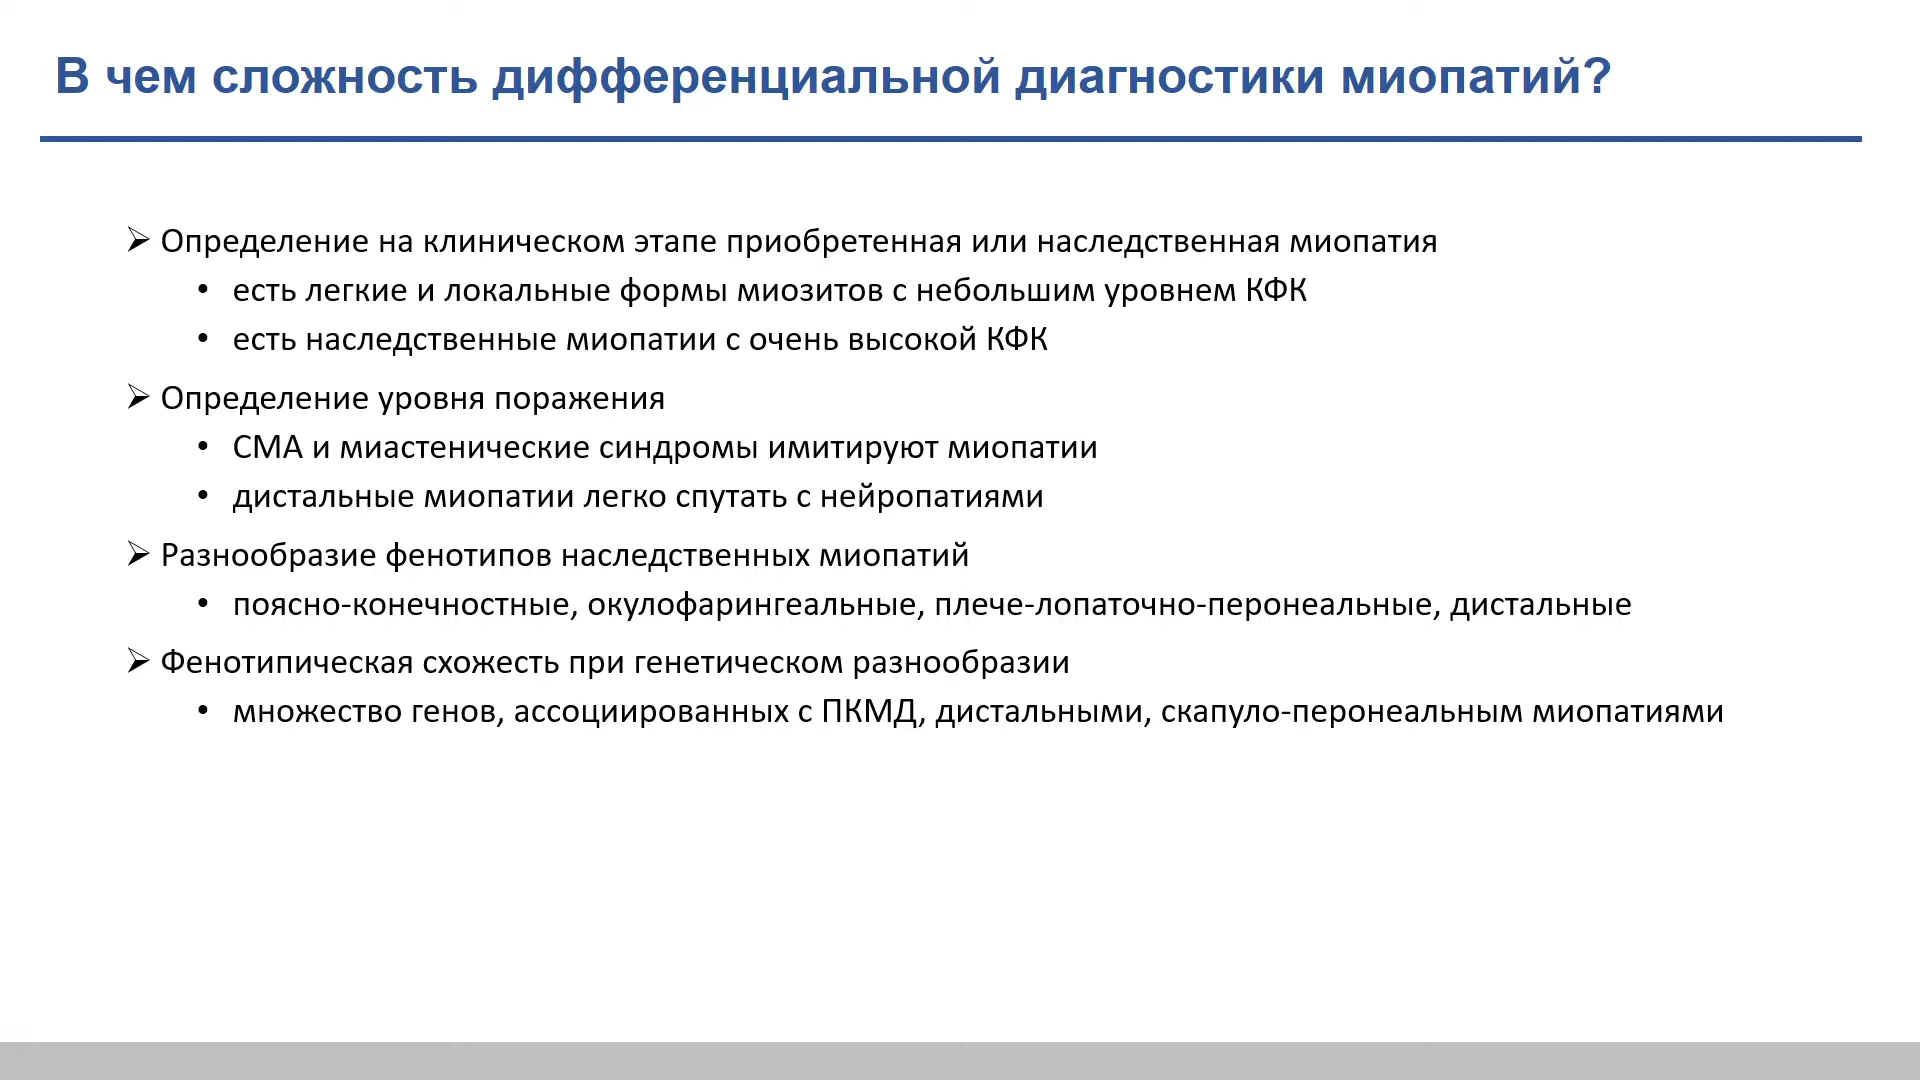 В чем сложность дифференциальной диагностики миопатий?
➢ Определение на клиническом этапе приобретенная или наследственная миопатия
• есть легкие и локальные формы миозитов с небольшим уровнем КФК
• есть наследственные миопатии с очень высокой КФК
➢ Определение уровня поражения
• СМА и миастенические синдромы имитируют миопатии
• дистальные миопатии легко спутать с нейропатиями
➢ Разнообразие фенотипов наследственных миопатий
• поясно-конечностные, окулофарингеальные, плече-лопаточно-перонеальные, дистальные
➢ Фенотипическая схожесть при генетическом разнообразии
• множество генов, ассоциированных с ПКМД, дистальными, скапуло-перонеальным миопатиями